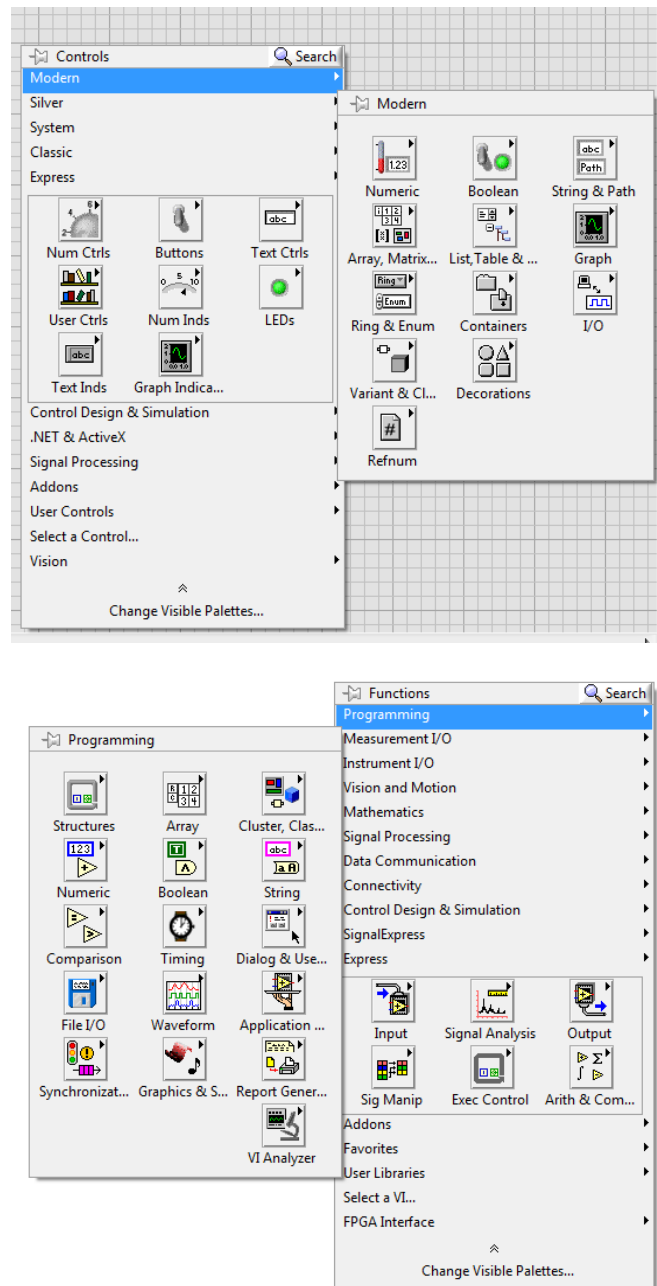 Controls Search
Modern
Silver
System
Classic
Express
Num Ctrls Buttons Text Ctrls
User Ctrls Num Inds LEDs
Text Inds Graph Indica...
Control Design & Simulation
.NET & ActiveX
Signal Processing
Addons
User Controls
Select a Control...
Vision
Change Visible Palettes...
Modern
Numeric Boolean String & Path
Array, Matrix... List,Table & ... Graph
Ring & Enum Containers I/O
Variant & Cl... Decorations
Refnum
Functions Search
Programming
Measurement I/O
Instrument I/O
Vision and Motion
Mathematics
Signal Processing
Data Communication
Connectivity
Control Design & Simulation
SignalExpress
Express
Input Signal Analysis Output
Sig Manip Exec Control Arith & Com...
Addons
Favorites
User Libraries
Select a VI...
FPGA Interface
Change Visible Palettes...
Programming
Structures Array Cluster, Clas...
Numeric Boolean String
Comparison Timing Dialog & Use...
File I/O Waveform Application ...
Synchronizat... Graphics & S... Report Gener...
VI Analyzer